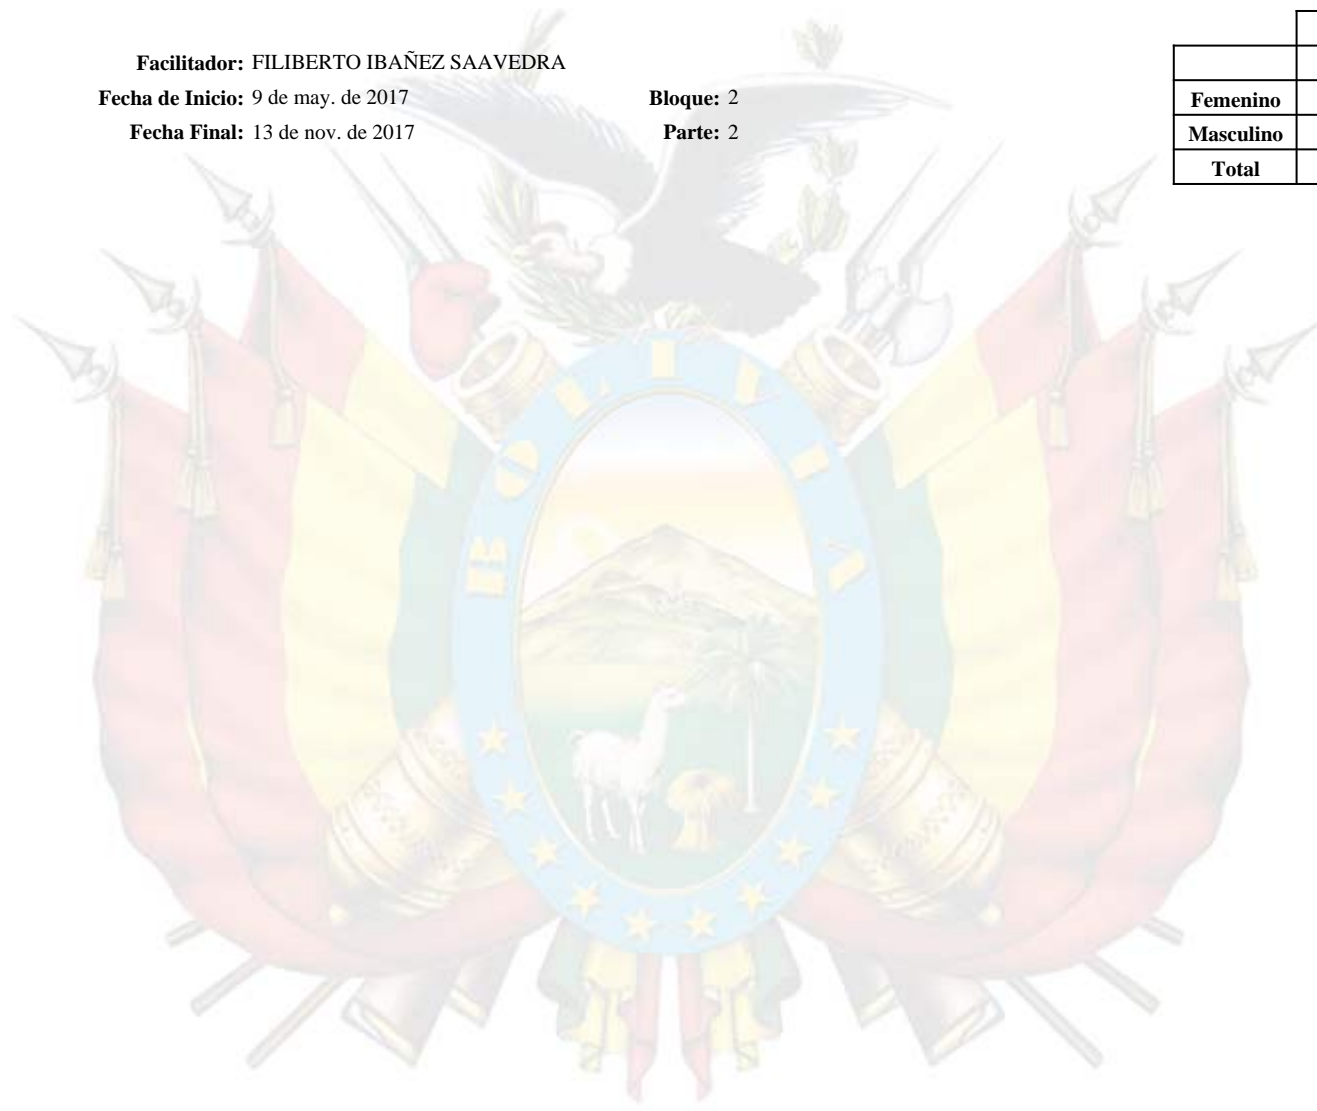 Facilitador: FILIBERTO IBAÑEZ SAAVEDRA
Fecha de Inicio: 9 de may. de 2017 Bloque: 2
Fecha Final: 13 de nov. de 2017 Parte: 2
Femenino
Masculino
Total
BOLIVIA